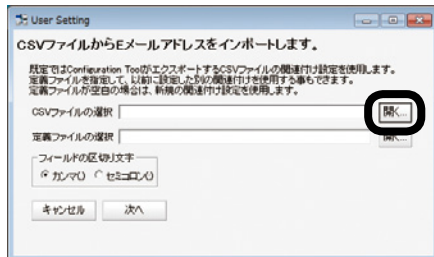 User Setting
CSVファイルからEメールアドレスをインポートします。
既定ではConfiguration ToolがエクスポートするCSVファイルの関連付け設定を使用します。
定義ファイルを指定して、以前に設定した別の関連付けを使用する事もできます。
定義ファイルが空白の場合は、新規の関連付け設定を使用します。
CSVファイルの選択 開く...
定義ファイルの選択 開く...
フィールドの区切り文字
カンマ(,) セミコロン(;)
キャンセル 次へ